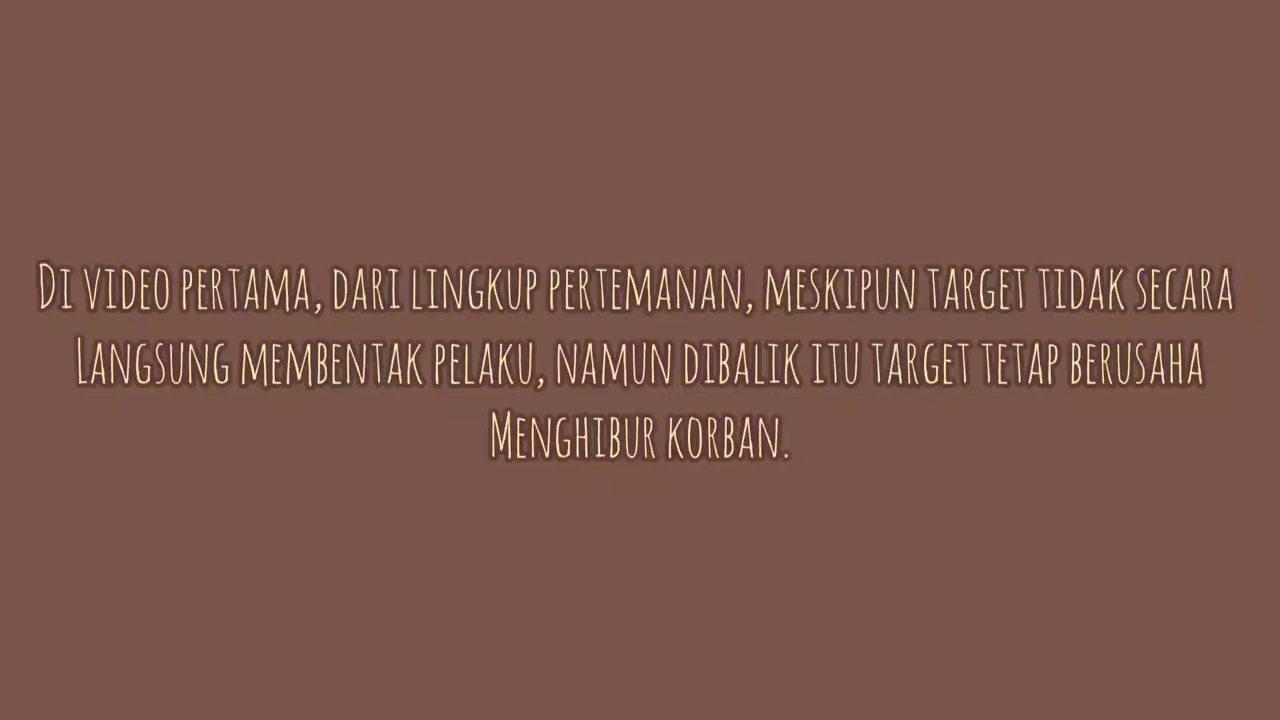 Di video pertama, dari lingkup pertemanan, meskipun target tidak secara
Langsung membentak pelaku, namun dibalik itu target tetap berusaha
Menghibur korban.